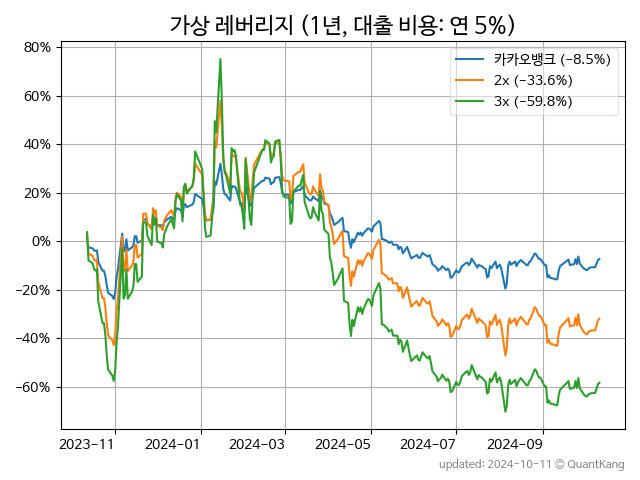 가상 레버리지 (1년, 대출 비용: 연 5%)
80%
60%
40%
20%
0%
−20%
−40%
−60%
카카오뱅크 (−8.5%)
2x (−33.6%)
3x (−59.8%)
2023-11
2024-01
2024-03
2024-05
2024-07
2024-09
updated: 2024-10-11 © QuantKang